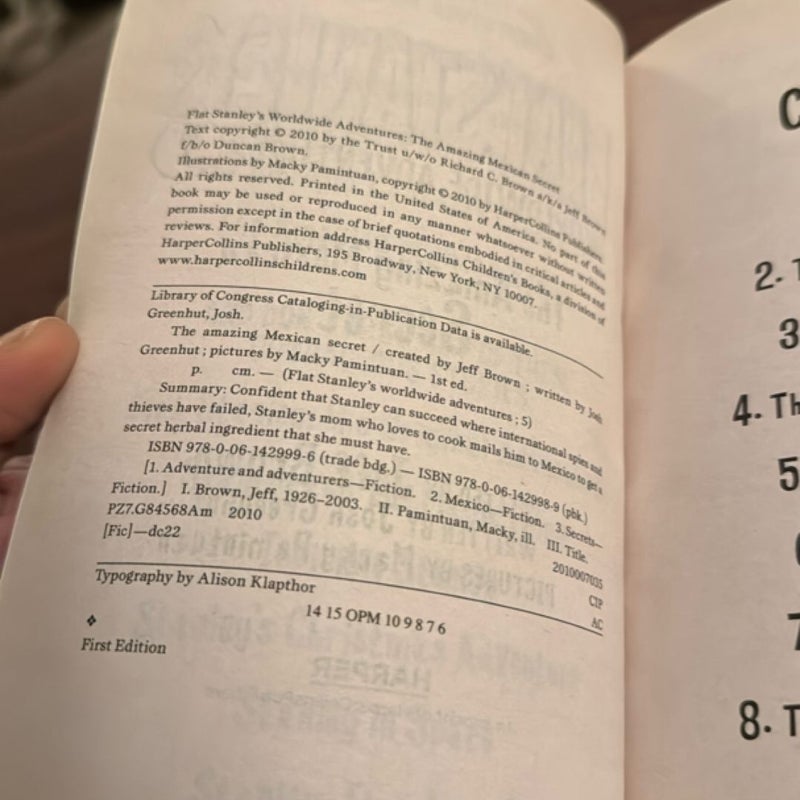 Flat Stanley's Worldwide Adventures: The Amazing Mexican Secret
Text copyright © 2010 by the Trust u/w/o Richard C. Brown a/k/a Jeff Brown
f/b/o Duncan Brown.
Illustrations by Macky Pamintuan, copyright © 2010 by HarperCollins Publishers.
All rights reserved. Printed in the United States of America. No part of this
book may be used or reproduced in any manner whatsoever without written
permission except in the case of brief quotations embodied in critical articles and
reviews. For information address HarperCollins Children's Books, a division of
HarperCollins Publishers, 195 Broadway, New York, NY 10007.
www.harpercollinschildrens.com
Library of Congress Cataloging-in-Publication Data is available.
Greenhut, Josh.
The amazing Mexican secret / created by Jeff Brown ; written by Josh
Greenhut ; pictures by Macky Pamintuan. — 1st ed.
p. cm. — (Flat Stanley's worldwide adventures ; 5)
Summary: Confident that Stanley can succeed where international spies and
thieves have failed, Stanley's mom who loves to cook mails him to Mexico to get a
secret herbal ingredient that she must have.
ISBN 978-0-06-142999-6 (trade bdg.) — ISBN 978-0-06-142998-9 (pbk.)
[1. Adventure and adventurers—Fiction. 2. Mexico—Fiction. 3. Secrets—
Fiction.] I. Brown, Jeff, 1926–2003. II. Pamintuan, Macky, ill. III. Title.
PZ7.G84568Am 2010
2010007035
[Fic]—dc22
CIP
AC
Typography by Alison Klapthor
14 15 OPM 10 9 8 7 6
❖
First Edition
C
2. T
3
4. Th
5
7
8. T